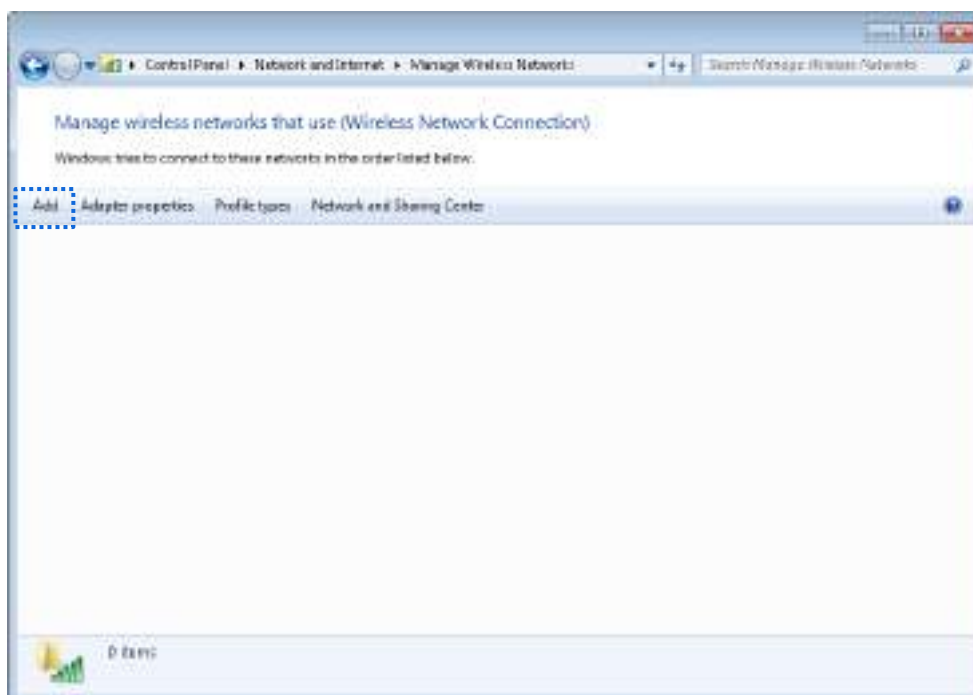 Control Panel ▸ Network and Internet ▸ Manage Wireless Networks
Search Manage Wireless Networks
Manage wireless networks that use (Wireless Network Connection)
Windows tries to connect to these networks in the order listed below.
Add Adapter properties Profile types Network and Sharing Center
0 items